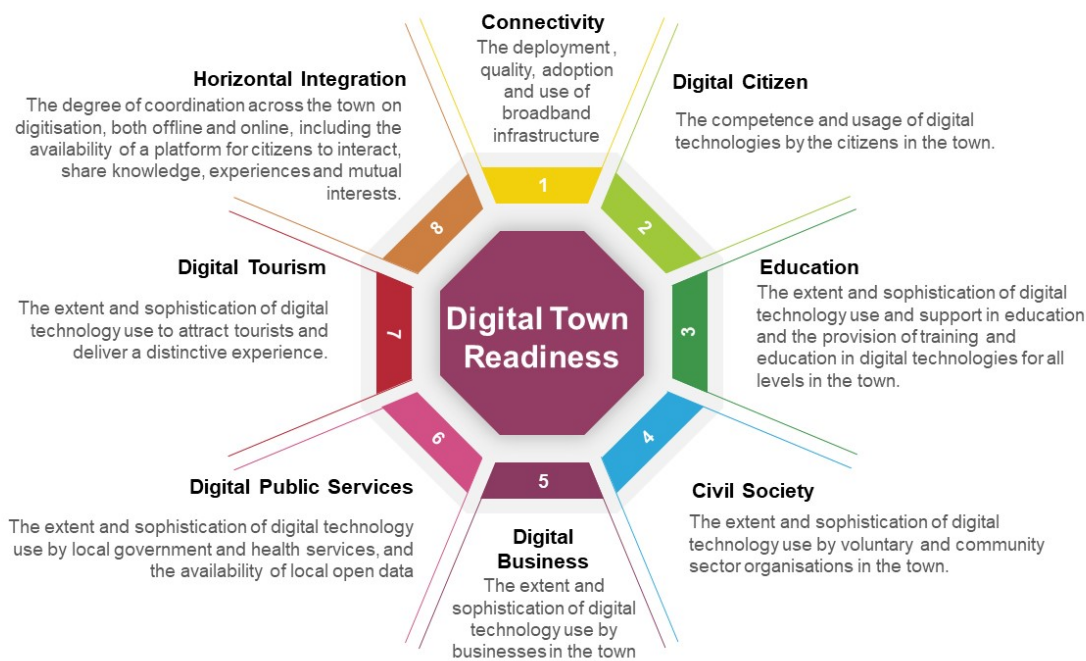 Connectivity
The deployment,
quality, adoption
and use of
broadband
infrastructure
1
Digital Citizen
The competence and usage of digital
technologies by the citizens in the town.
2
Education
The extent and sophistication of digital
technology use and support in education
and the provision of training and
education in digital technologies for all
levels in the town.
3
Civil Society
The extent and sophistication of digital
technology use by voluntary and community
sector organisations in the town.
4
5
Digital
Business
The extent and
sophistication of digital
technology use by
businesses in the town
6
Digital Public Services
The extent and sophistication of digital technology
use by local government and health services, and
the availability of local open data
7
Digital Tourism
The extent and sophistication of digital
technology use to attract tourists and
deliver a distinctive experience.
8
Horizontal Integration
The degree of coordination across the town on
digitisation, both offline and online, including the
availability of a platform for citizens to interact,
share knowledge, experiences and mutual
interests.
Digital Town
Readiness